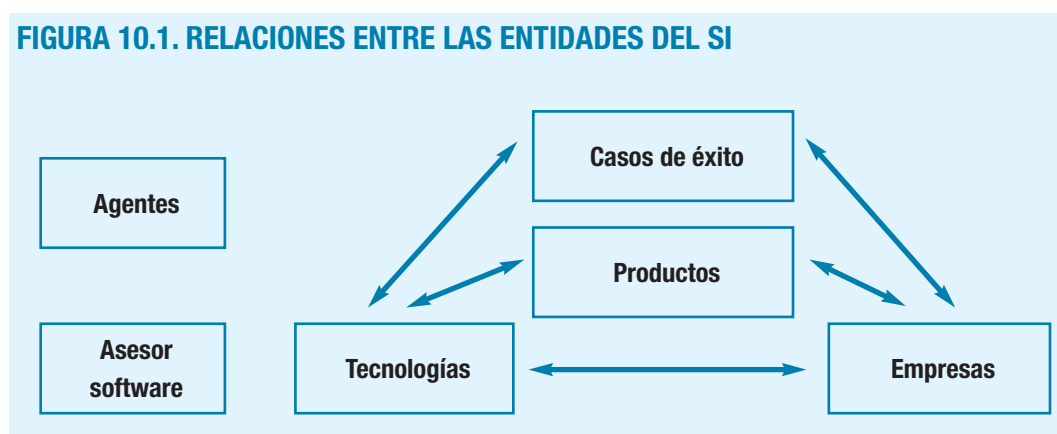 FIGURA 10.1. RELACIONES ENTRE LAS ENTIDADES DEL SI
Casos de éxito
Agentes
Productos
Asesor
software
Tecnologías
Empresas